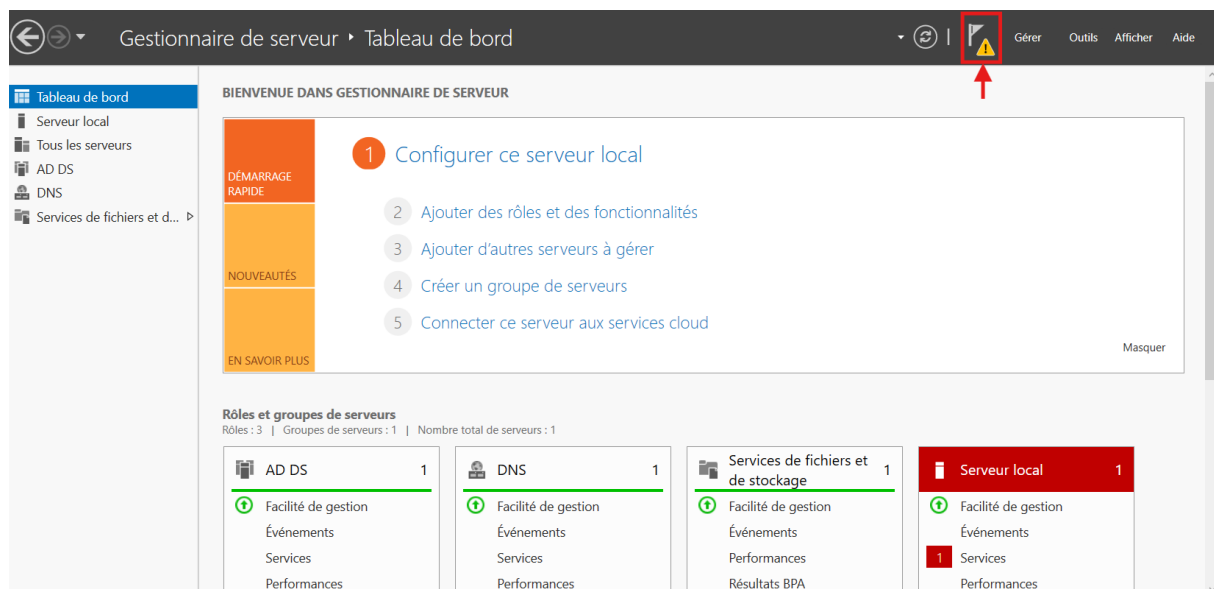 Gestionnaire de serveur ‣ Tableau de bord
Gérer Outils Afficher Aide
Tableau de bord
Serveur local
Tous les serveurs
AD DS
DNS
Services de fichiers et d...
BIENVENUE DANS GESTIONNAIRE DE SERVEUR
DÉMARRAGE
RAPIDE
NOUVEAUTÉS
EN SAVOIR PLUS
1 Configurer ce serveur local
2 Ajouter des rôles et des fonctionnalités
3 Ajouter d'autres serveurs à gérer
4 Créer un groupe de serveurs
5 Connecter ce serveur aux services cloud
Masquer
Rôles et groupes de serveurs
Rôles : 3 | Groupes de serveurs : 1 | Nombre total de serveurs : 1
AD DS 1
Facilité de gestion
Événements
Services
Performances
DNS 1
Facilité de gestion
Événements
Services
Performances
Services de fichiers et
de stockage 1
Facilité de gestion
Événements
Performances
Résultats BPA
Serveur local 1
Facilité de gestion
Événements
1 Services
Performances